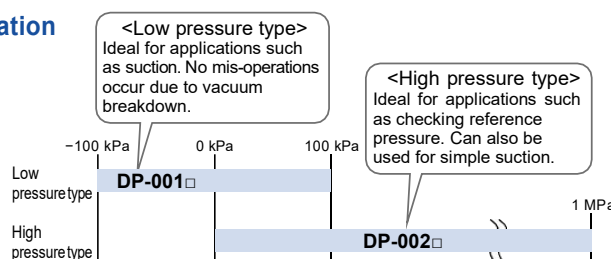 ation
<Low pressure type>
Ideal for applications such
as suction. No mis-operations
occur due to vacuum
breakdown.
<High pressure type>
Ideal for applications such
as checking reference
pressure. Can also be
used for simple suction.
−100 kPa 0 kPa 100 kPa
Low
pressure type
DP-001□
1 MPa
High
pressure type
DP-002□